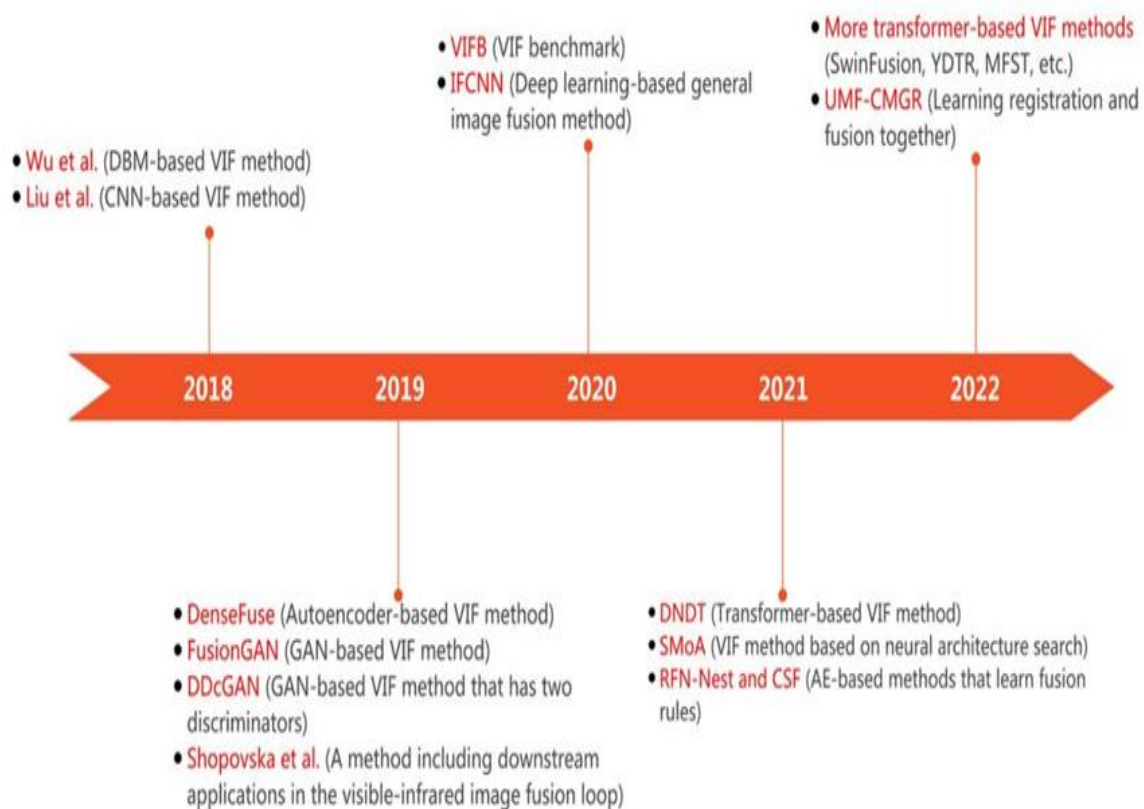 • VIFB (VIF benchmark)
• IFCNN (Deep learning-based general
image fusion method)
• More transformer-based VIF methods
(SwinFusion, YDTR, MFST, etc.)
• UMF-CMGR (Learning registration and
fusion together)
• Wu et al. (DBM-based VIF method)
• Liu et al. (CNN-based VIF method)
2018 2019 2020 2021 2022
• DenseFuse (Autoencoder-based VIF method)
• FusionGAN (GAN-based VIF method)
• DDcGAN (GAN-based VIF method that has two
discriminators)
• Shopovska et al. (A method including downstream
applications in the visible-infrared image fusion loop)
• DNDT (Transformer-based VIF method)
• SMoA (VIF method based on neural architecture search)
• RFN-Nest and CSF (AE-based methods that learn fusion
rules)